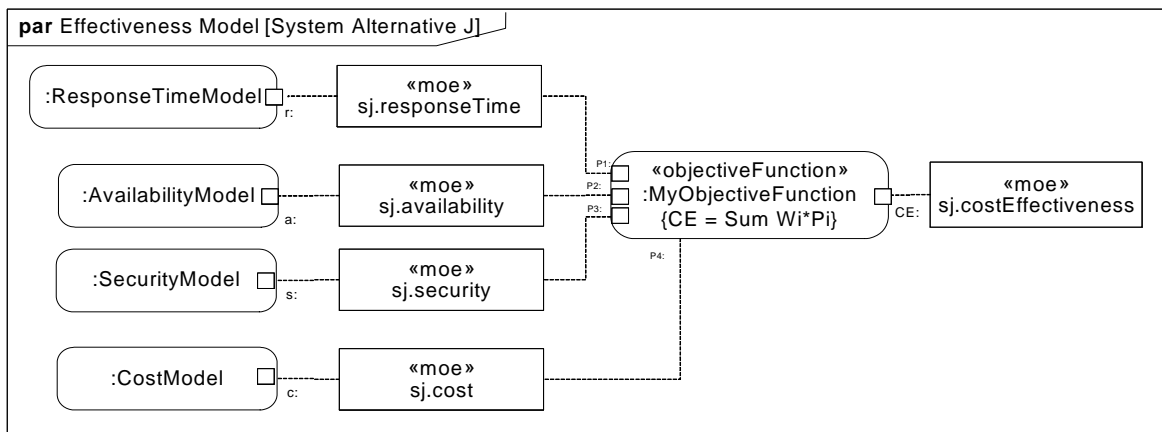 par Effectiveness Model [System Alternative J]
:ResponseTimeModel
r:
«moe»
sj.responseTime
:AvailabilityModel
a:
«moe»
sj.availability
:SecurityModel
s:
«moe»
sj.security
:CostModel
c:
«moe»
sj.cost
P1:
P2:
P3:
P4:
«objectiveFunction»
:MyObjectiveFunction
{CE = Sum Wi*Pi}
CE:
«moe»
sj.costEffectiveness